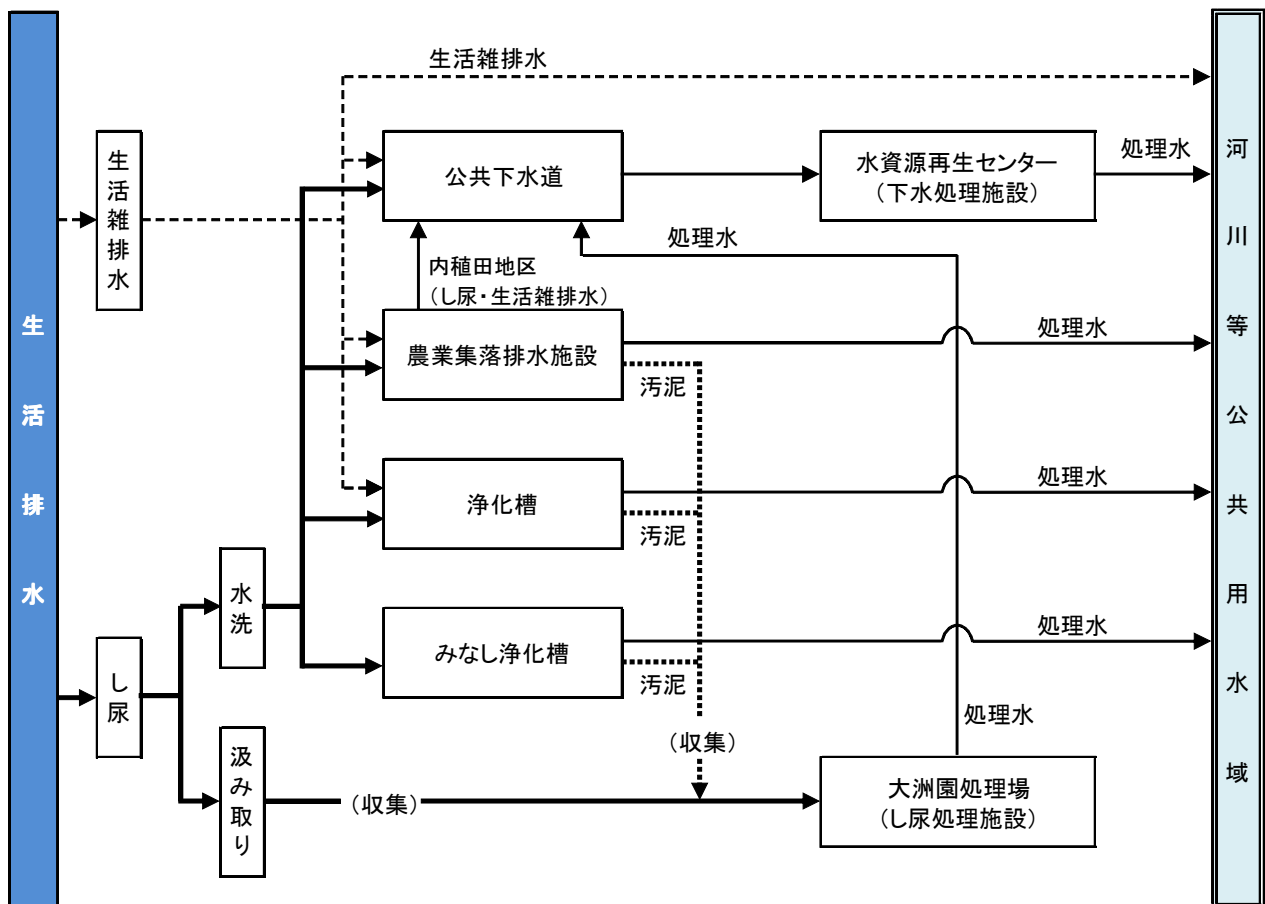 生活排水
生活雑排水
し尿
水洗
汲み取り
生活雑排水
公共下水道
水資源再生センター
(下水処理施設)
処理水
処理水
内稲田地区
(し尿・生活雑排水)
農業集落排水施設
処理水
汚泥
浄化槽
処理水
汚泥
みなし浄化槽
処理水
汚泥
(収集)
処理水
(収集)
大洲園処理場
(し尿処理施設)
河川等公共用水域